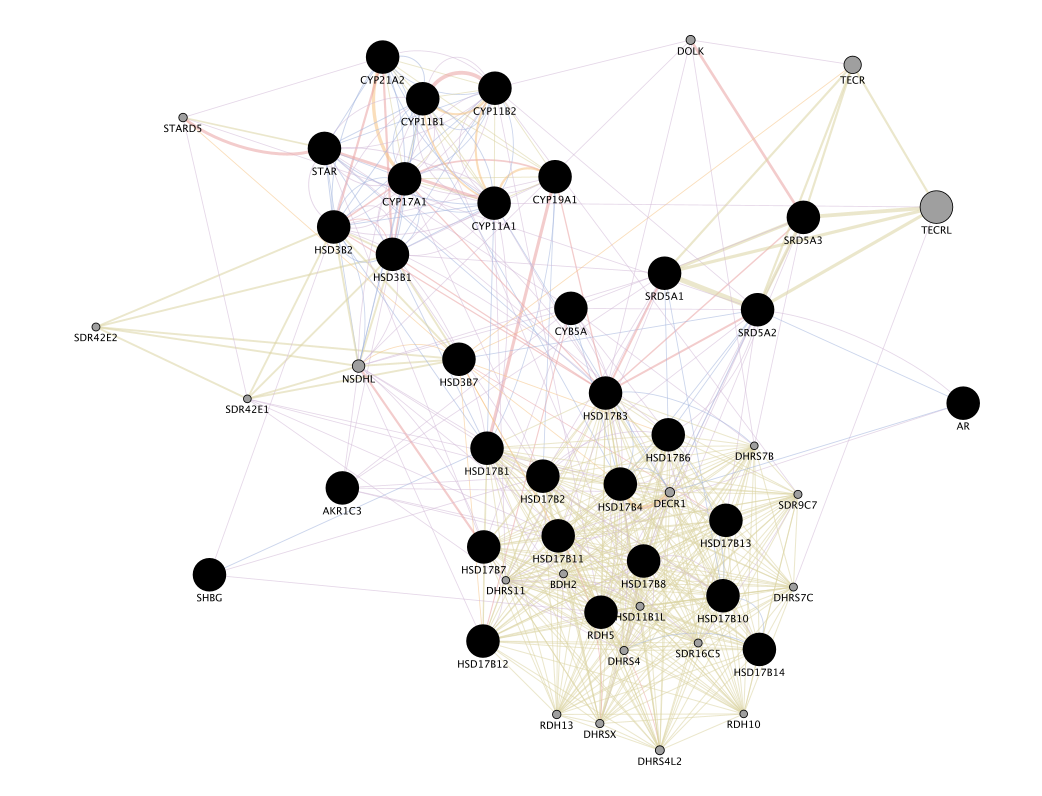 DOLK
TECR
CYP21A2
CYP11B1
CYP11B2
STARD5
STAR
CYP17A1
CYP19A1
CYP11A1
TECRL
SRD5A3
HSD3B2
HSD3B1
SRD5A1
CYB5A
SRD5A2
SDR42E2
NSDHL
HSD3B7
SDR42E1
HSD17B3
AR
HSD17B6
DHRS7B
HSD17B1
HSD17B2
HSD17B4
DECR1
SDR9C7
AKR1C3
HSD17B13
HSD17B11
HSD17B7
HSD17B8
BDH2
DHRS11
SHBG
DHRS7C
HSD11B1L
HSD17B10
RDH5
HSD17B12
DHRS4
SDR16C5
HSD17B14
RDH13
DHRSX
RDH10
DHRS4L2